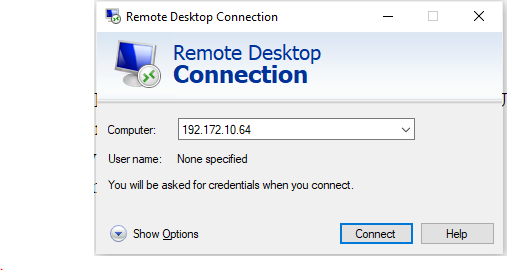 Remote Desktop Connection
Remote Desktop
Connection
Computer: 192.172.10.64
User name: None specified
You will be asked for credentials when you connect.
Show Options Connect Help